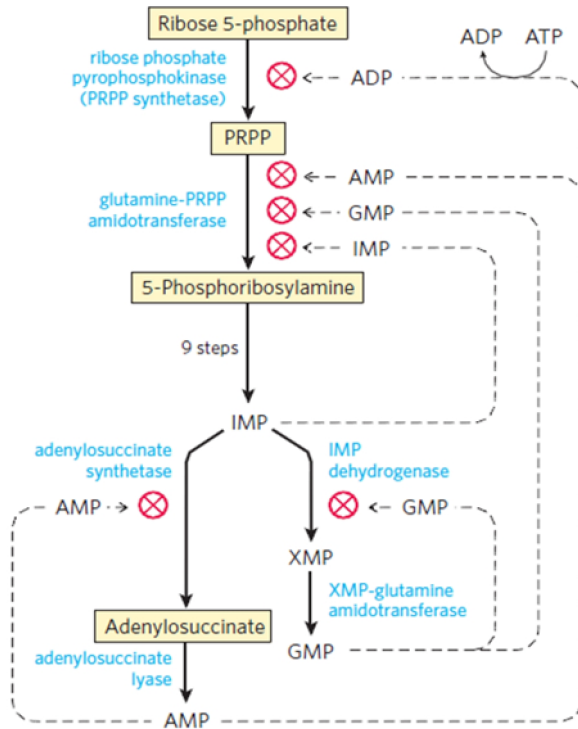 Ribose 5-phosphate
ADP ATP
ribose phosphate
pyrophosphokinase
(PRPP synthetase)
ADP
PRPP
AMP
glutamine-PRPP
amidotransferase
GMP
IMP
5-Phosphoribosylamine
9 steps
IMP
adenylosuccinate
synthetase
IMP
dehydrogenase
AMP
GMP
XMP
XMP-glutamine
amidotransferase
Adenylosuccinate
adenylosuccinate
lyase
GMP
AMP